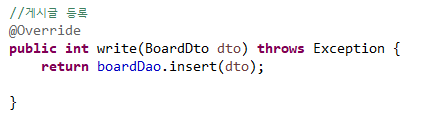 //게시글 등록
@Override
public int write(BoardDto dto) throws Exception {
    return boardDao.insert(dto);
}